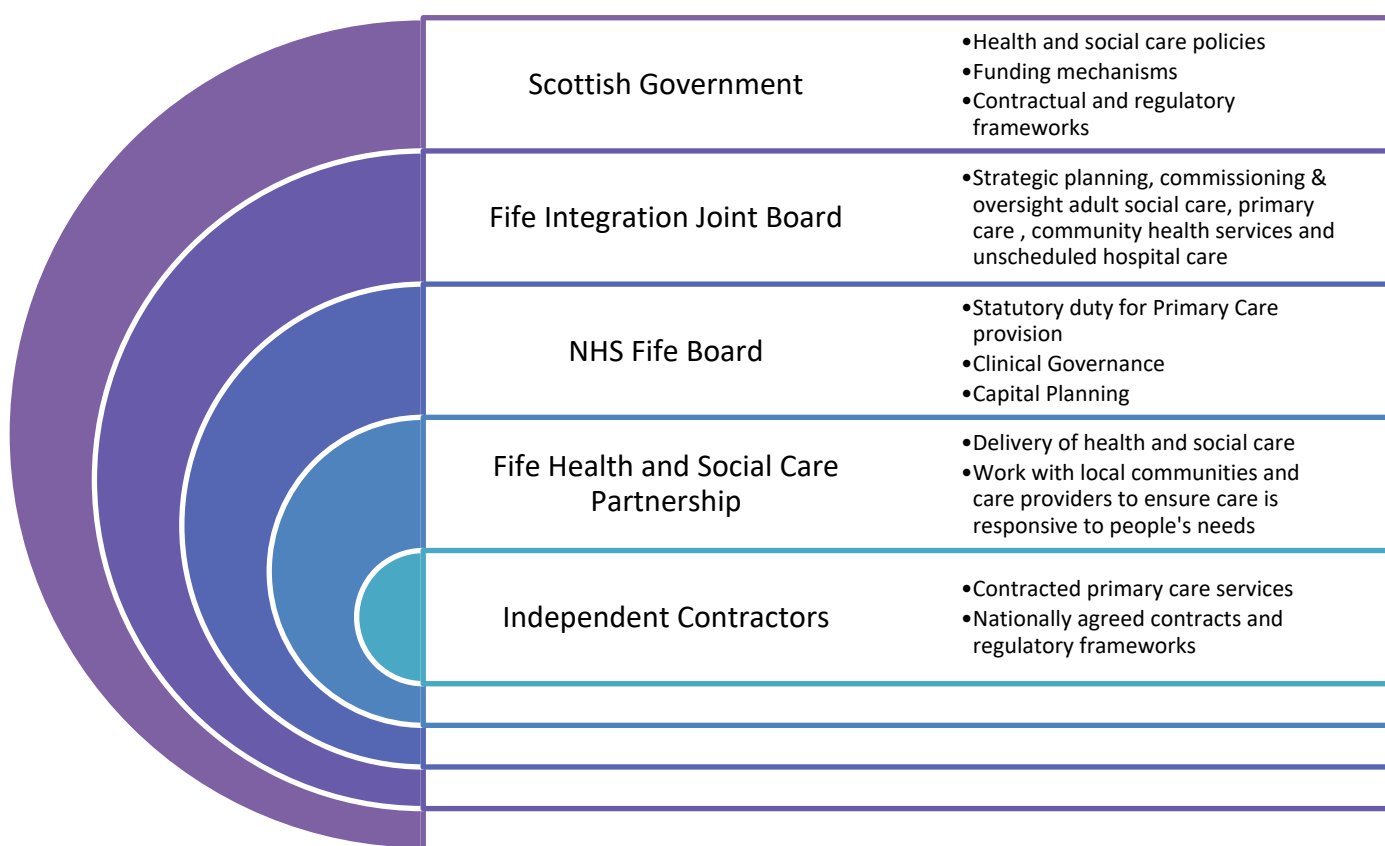 Scottish Government
•Health and social care policies
•Funding mechanisms
•Contractual and regulatory
frameworks
Fife Integration Joint Board
•Strategic planning, commissioning &
oversight adult social care, primary
care , community health services and
unscheduled hospital care
NHS Fife Board
•Statutory duty for Primary Care
provision
•Clinical Governance
•Capital Planning
Fife Health and Social Care
Partnership
•Delivery of health and social care
•Work with local communities and
care providers to ensure care is
responsive to people's needs
Independent Contractors
•Contracted primary care services
•Nationally agreed contracts and
regulatory frameworks